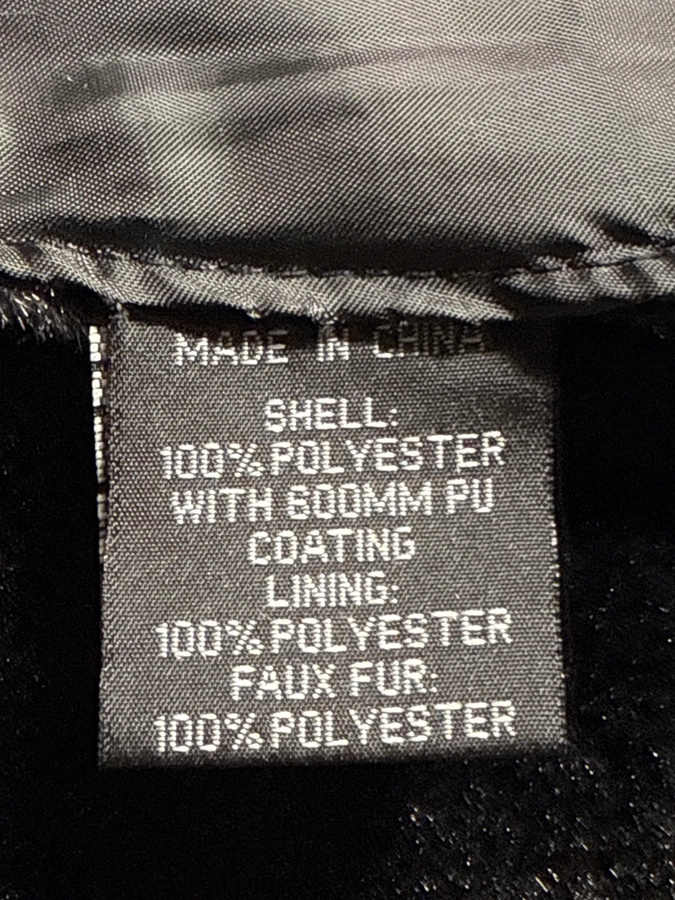 MADE IN CHINA
SHELL:
100% POLYESTER
WITH 600MM PU
COATING
LINING:
100% POLYESTER
FAUX FUR:
100% POLYESTER